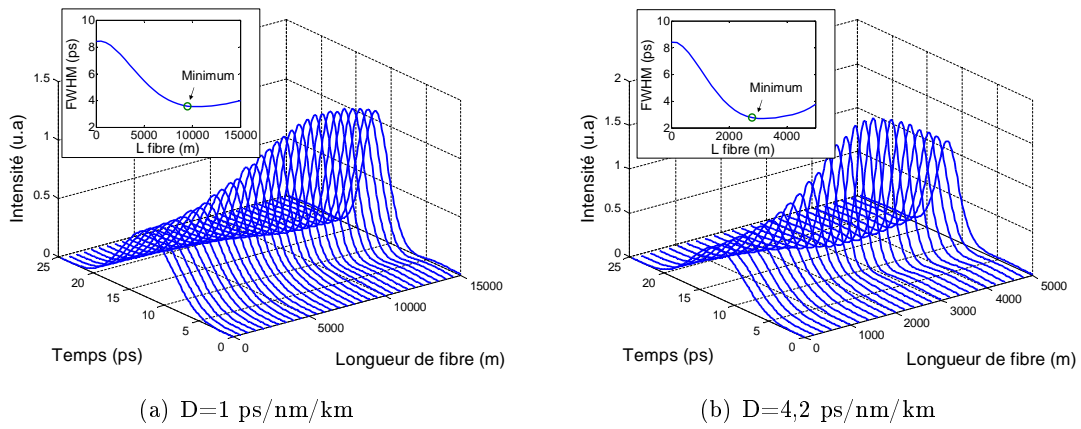 10
8
6
4
2
FWHM (ps)
Minimum
0 5000 10000 15000
L fibre (m)
1.5
1
0.5
0
Intensité (u.a)
25
20
15
10
5
0
Temps (ps)
0
5000
10000
15000
Longueur de fibre (m)
(a) D=1 ps/nm/km
10
8
6
4
2
FWHM (ps)
Minimum
0 2000 4000
L fibre (m)
2
1.5
1
0.5
0
Intensité (u.a)
25
20
15
10
5
0
Temps (ps)
0
1000
2000
3000
4000
5000
Longueur de fibre (m)
(b) D=4,2 ps/nm/km